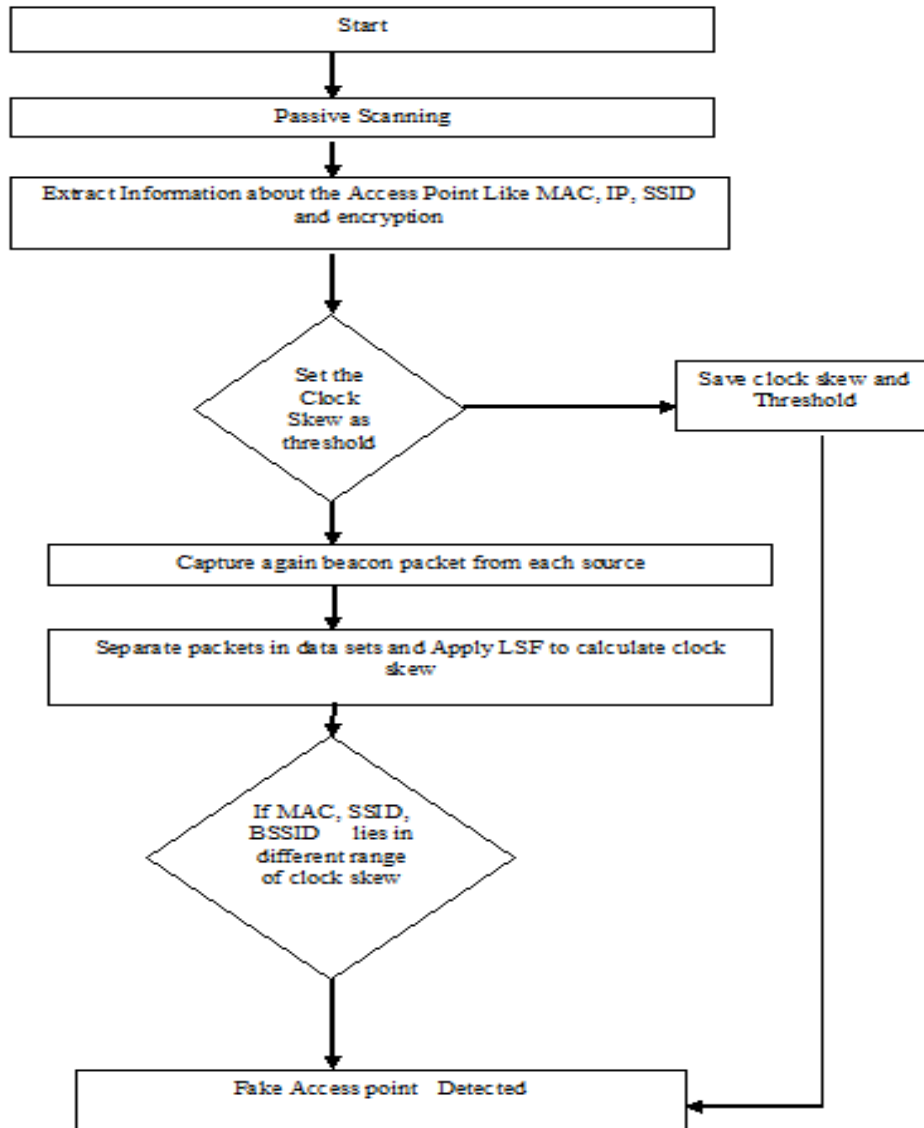 Start
Passive Scanning
Extract Information about the Access Point Like MAC, IP, SSID
and encryption
Set the
Clock
Skew as
threshold
Save clock skew and
Threshold
Capture again beacon packet from each source
Separate packets in data sets and Apply LSF to calculate clock
skew
If MAC, SSID,
BSSID lies in
different range
of clock skew
Fake Access point Detected